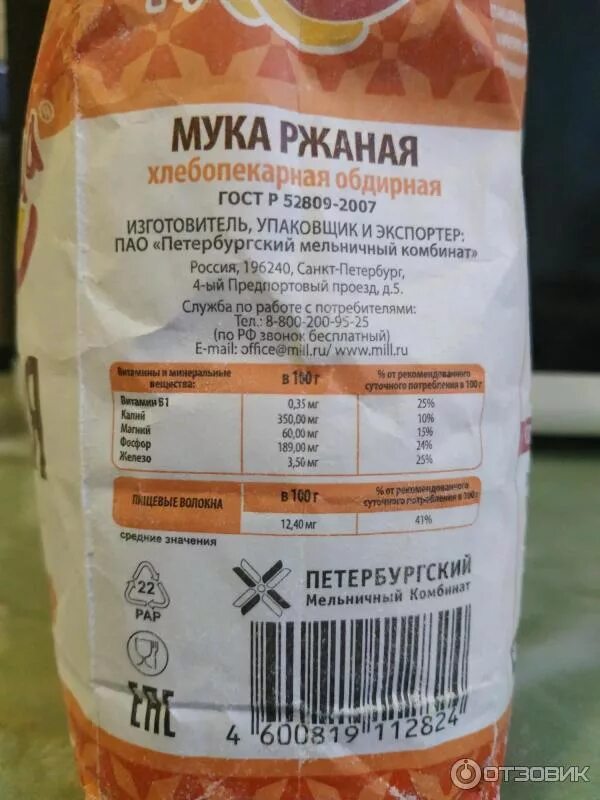 МУКА РЖАНАЯ
хлебопекарная обдирная
ГОСТ Р 52809-2007
ИЗГОТОВИТЕЛЬ, УПАКОВЩИК И ЭКСПОРТЕР:
ПАО «Петербургский мельничный комбинат»
Россия, 196240, Санкт-Петербург,
4-ый Предпортовый проезд, д.5.
Служба по работе с потребителями:
Тел.: 8-800-200-95-25
(по РФ звонок бесплатный)
E-mail: office@mill.ru/ www.mill.ru
Витамины и минеральные вещества: в 100 г % от рекомендованного суточного потребления в 100 г
Витамин В1 0,35 мг 25%
Калий 350,00 мг 10%
Магний 60,00 мг 15%
Фосфор 189,00 мг 24%
Железо 3,50 мг 25%
ПИЩЕВЫЕ ВОЛОКНА в 100 г % от рекомендованного суточного потребления в 100 г
12,40 мг 41%
средние значения
22
PAP
ПЕТЕРБУРГСКИЙ
Мельничный Комбинат
EAC
4 600819 112824
ОТЗОВИК